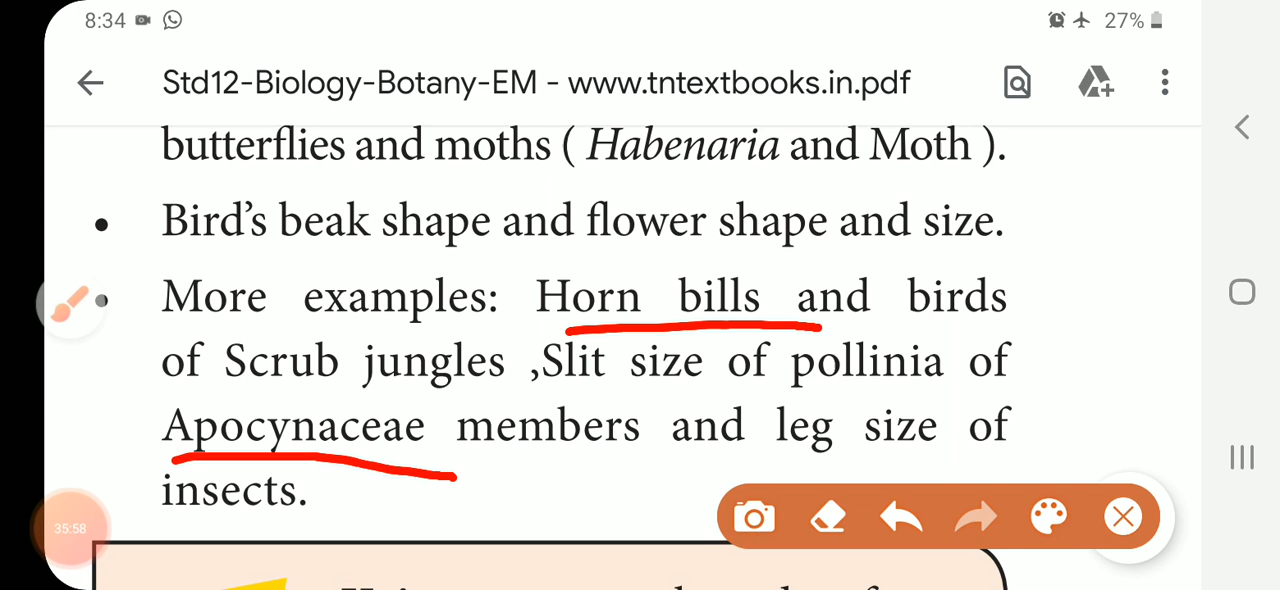 8:34 27%
Std12-Biology-Botany-EM - www.tntextbooks.in.pdf
butterflies and moths ( Habenaria and Moth ).
• Bird's beak shape and flower shape and size.
• More examples: Horn bills and birds
of Scrub jungles ,Slit size of pollinia of
Apocynaceae members and leg size of
insects.
35:58